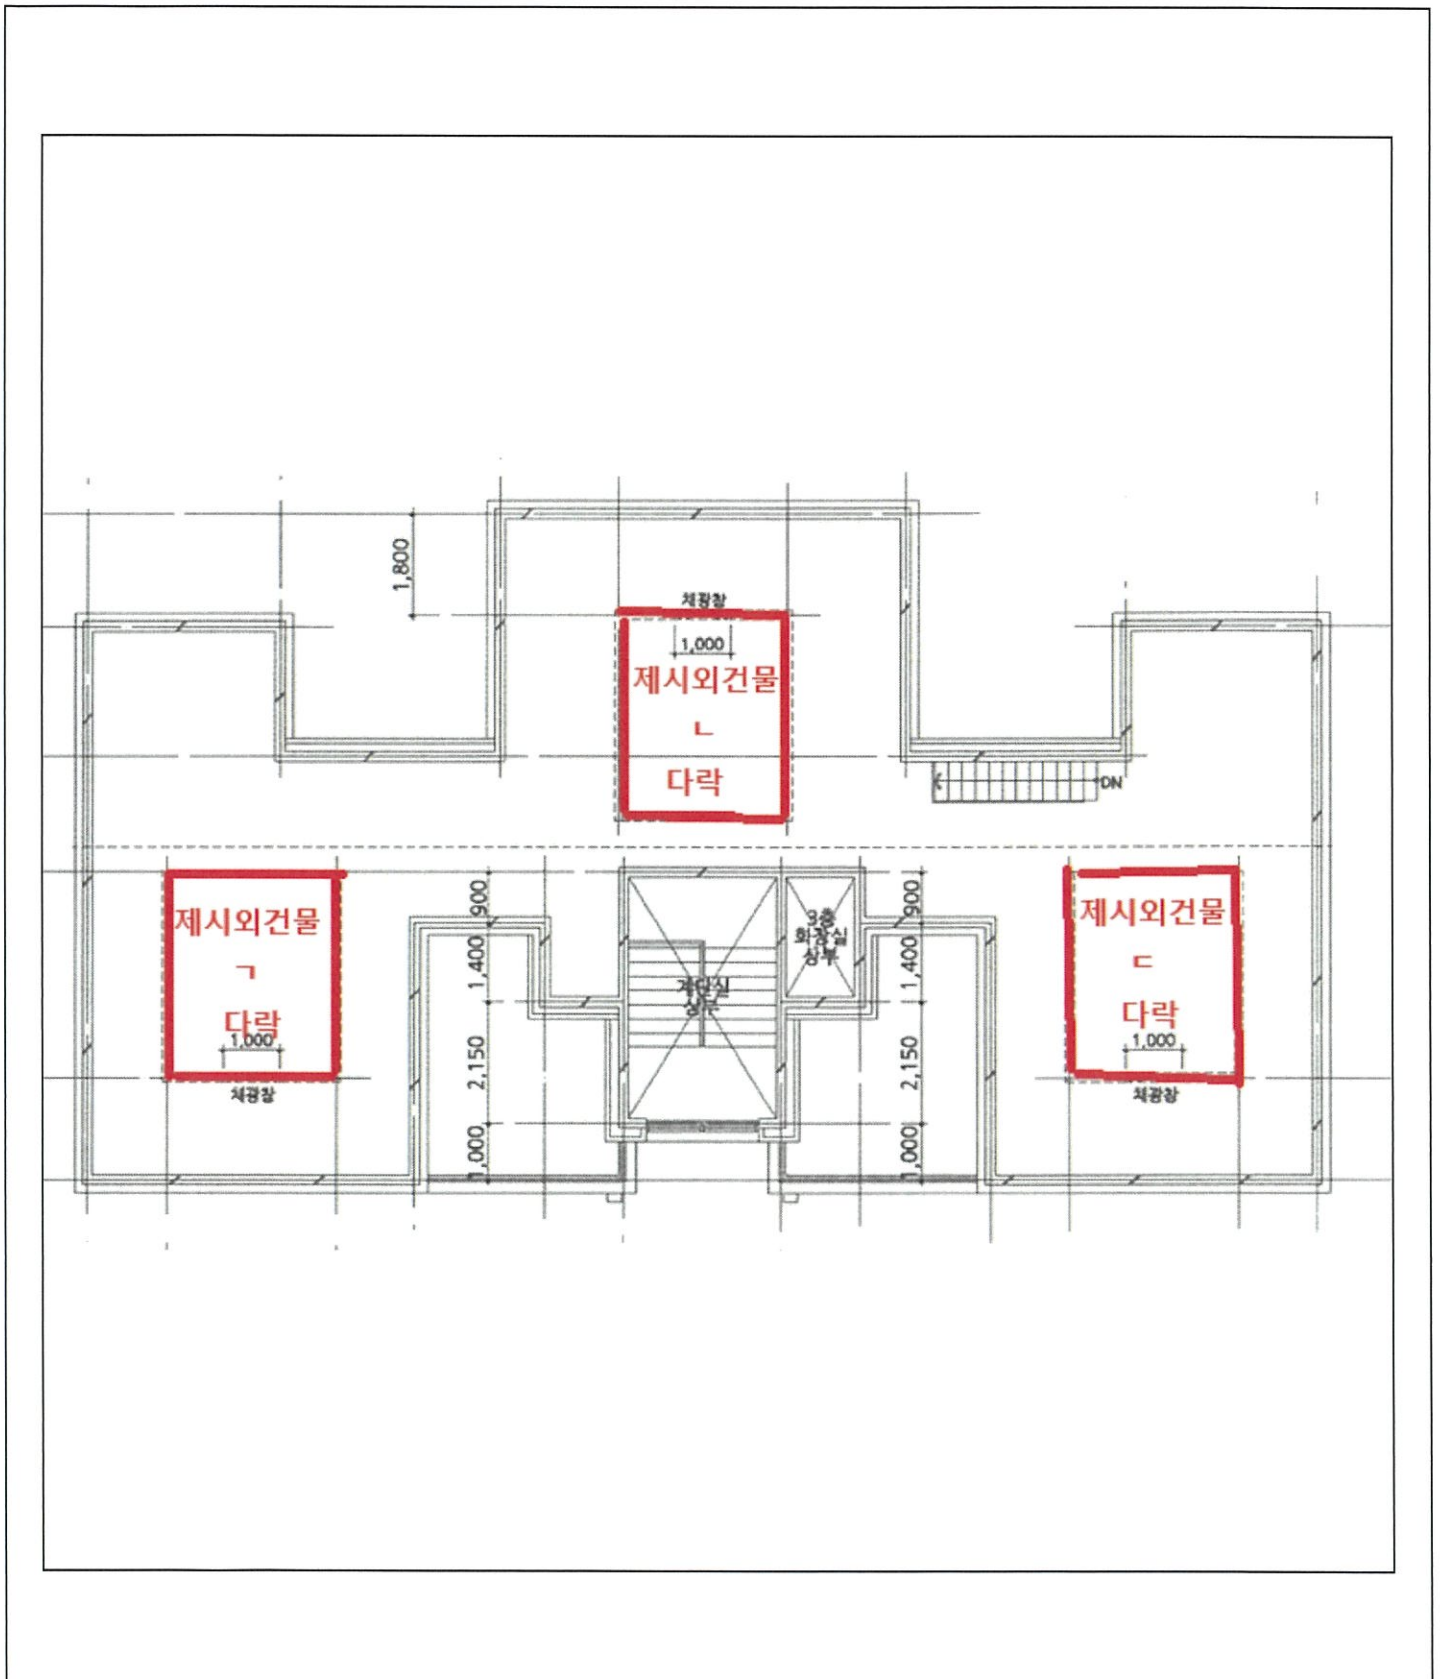 1,800
채광창
1,000
제시외건물
ㄴ
다락
DN
제시외건물
ㄱ
다락
1,000
채광창
900
1,400
2,150
1,000
계단실
상부
3층
화장실
상부
900
1,400
2,150
1,000
제시외건물
ㄷ
다락
1,000
채광창